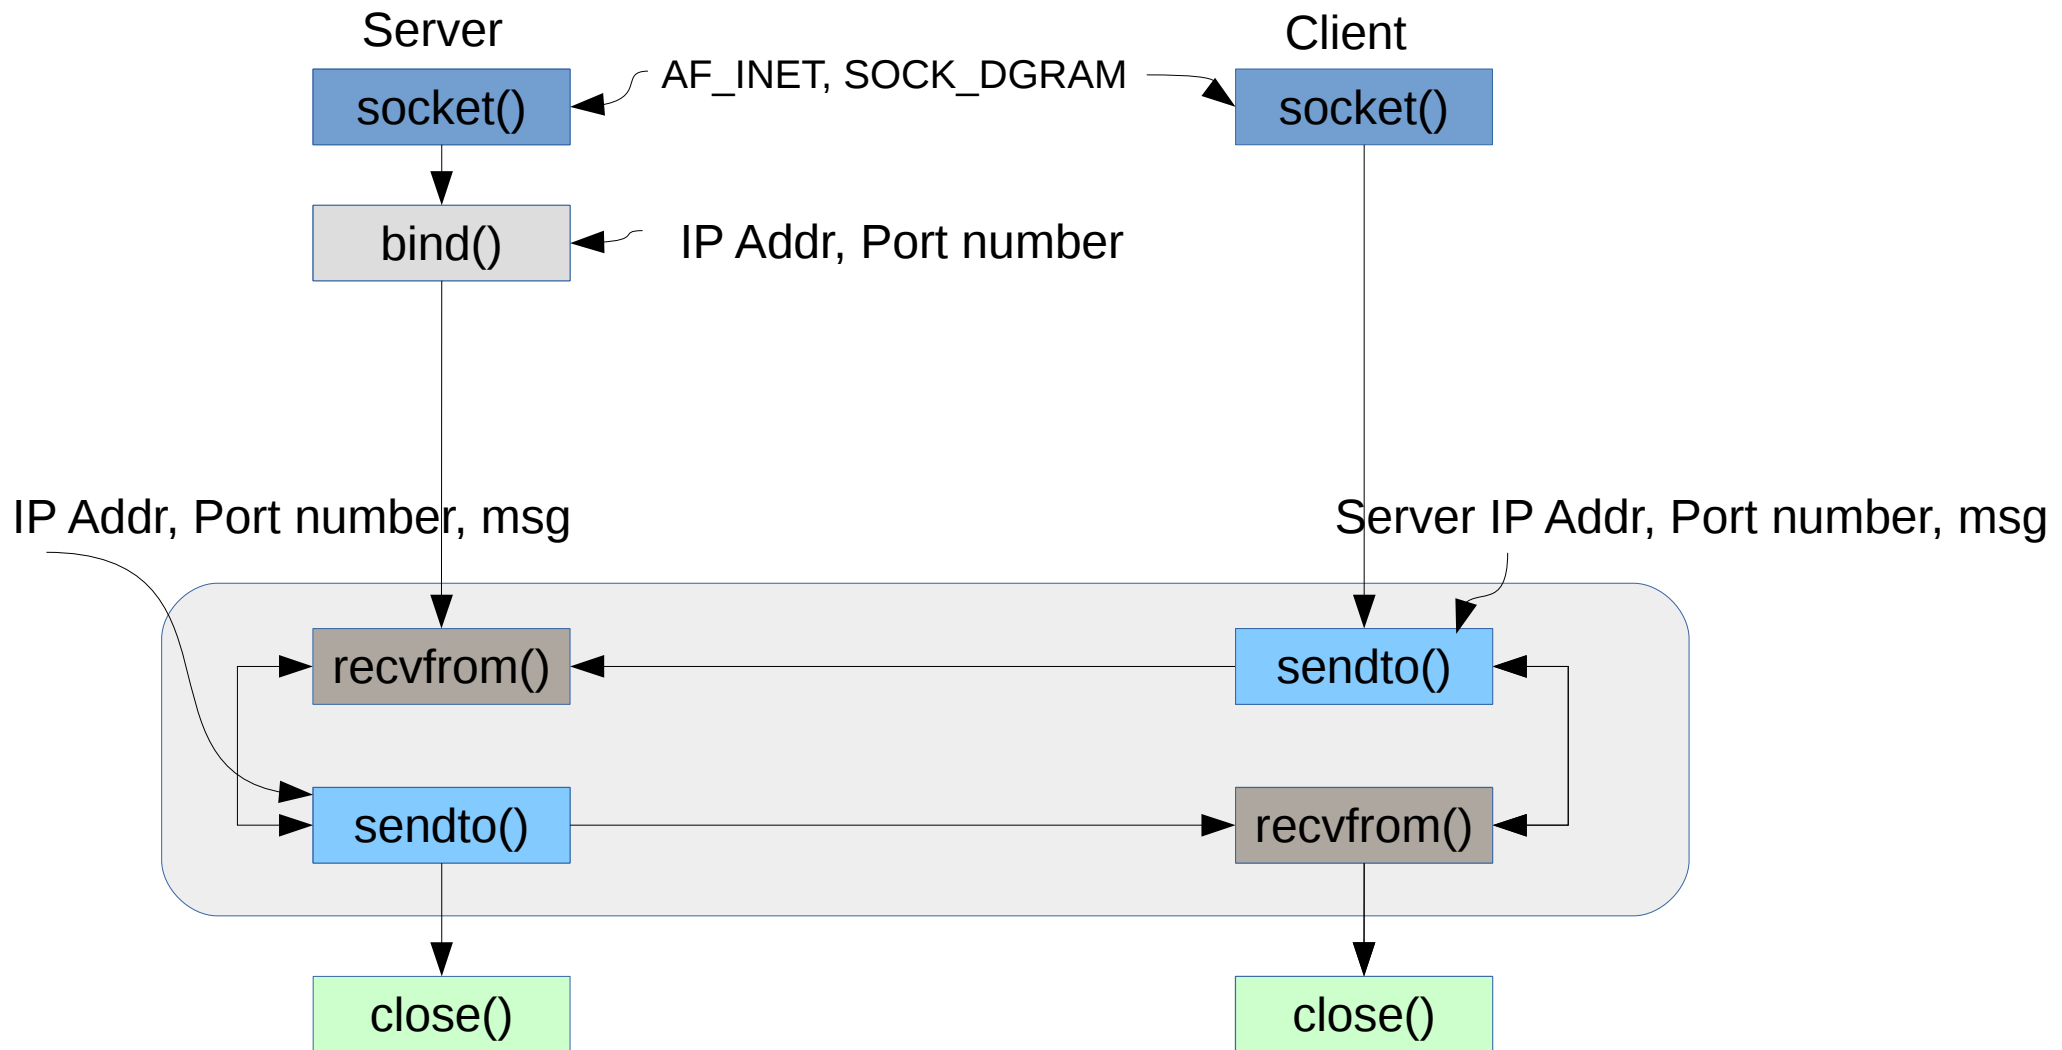 Server
Client
AF_INET, SOCK_DGRAM
socket()
socket()
bind()
IP Addr, Port number
IP Addr, Port number, msg
Server IP Addr, Port number, msg
recvfrom()
sendto()
sendto()
recvfrom()
close()
close()